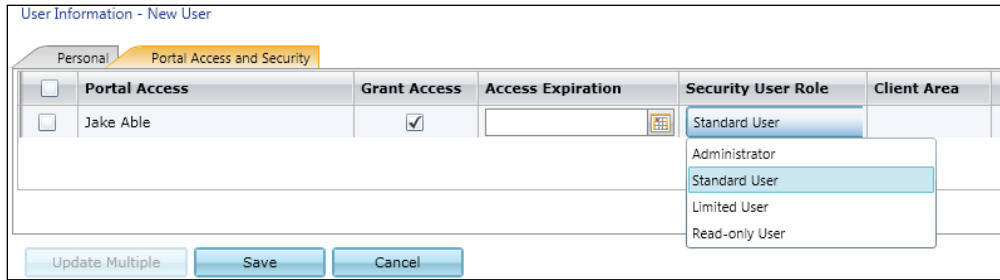 User Information - New User
Personal Portal Access and Security
Portal Access Grant Access Access Expiration Security User Role Client Area
Jake Able Standard User
Administrator
Standard User
Limited User
Read-only User
Update Multiple Save Cancel